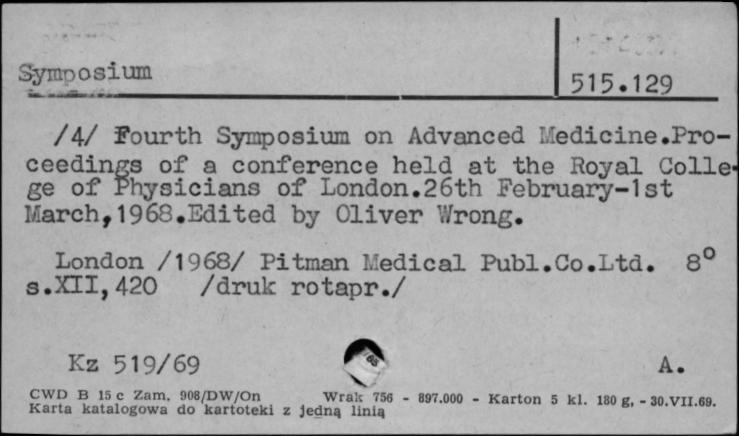 Symposium
515.129
/4/ Fourth Symposium on Advanced Medicine.Pro-
ceedings of a conference held at the Royal Colle-
ge of Physicians of London.26th February-1st
March,1968.Edited by Oliver Wrong.
London /1968/ Pitman Medical Publ.Co.Ltd. 8°
s.XII,420 /druk rotapr./
Kz 519/69
A.
CWD B 15 c Zam. 908/DW/On Wrak 756 - 897.000 - Karton 5 kl. 180 g, - 30.VII.69.
Karta katalogowa do kartoteki z jedną linią